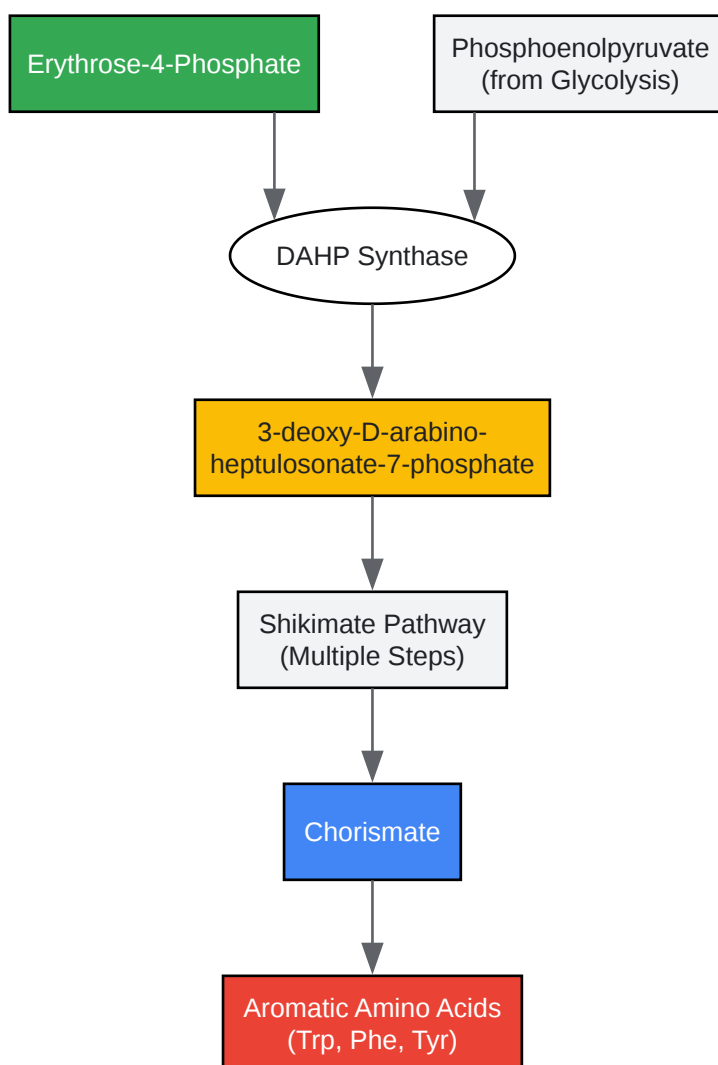 Erythrose-4-Phosphate
Phosphoenolpyruvate
(from Glycolysis)
DAHP Synthase
3-deoxy-D-arabino-
heptulosonate-7-phosphate
Shikimate Pathway
(Multiple Steps)
Chorismate
Aromatic Amino Acids
(Trp, Phe, Tyr)